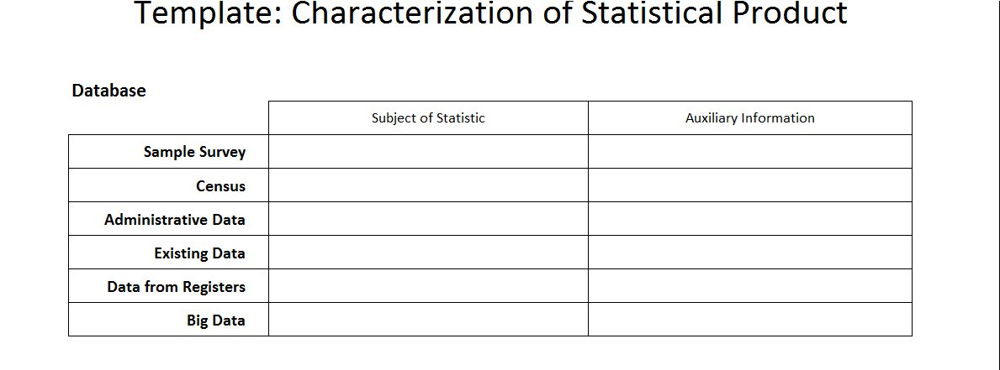 Template: Characterization of Statistical Product
Database
Subject of Statistic Auxiliary Information
Sample Survey
Census
Administrative Data
Existing Data
Data from Registers
Big Data